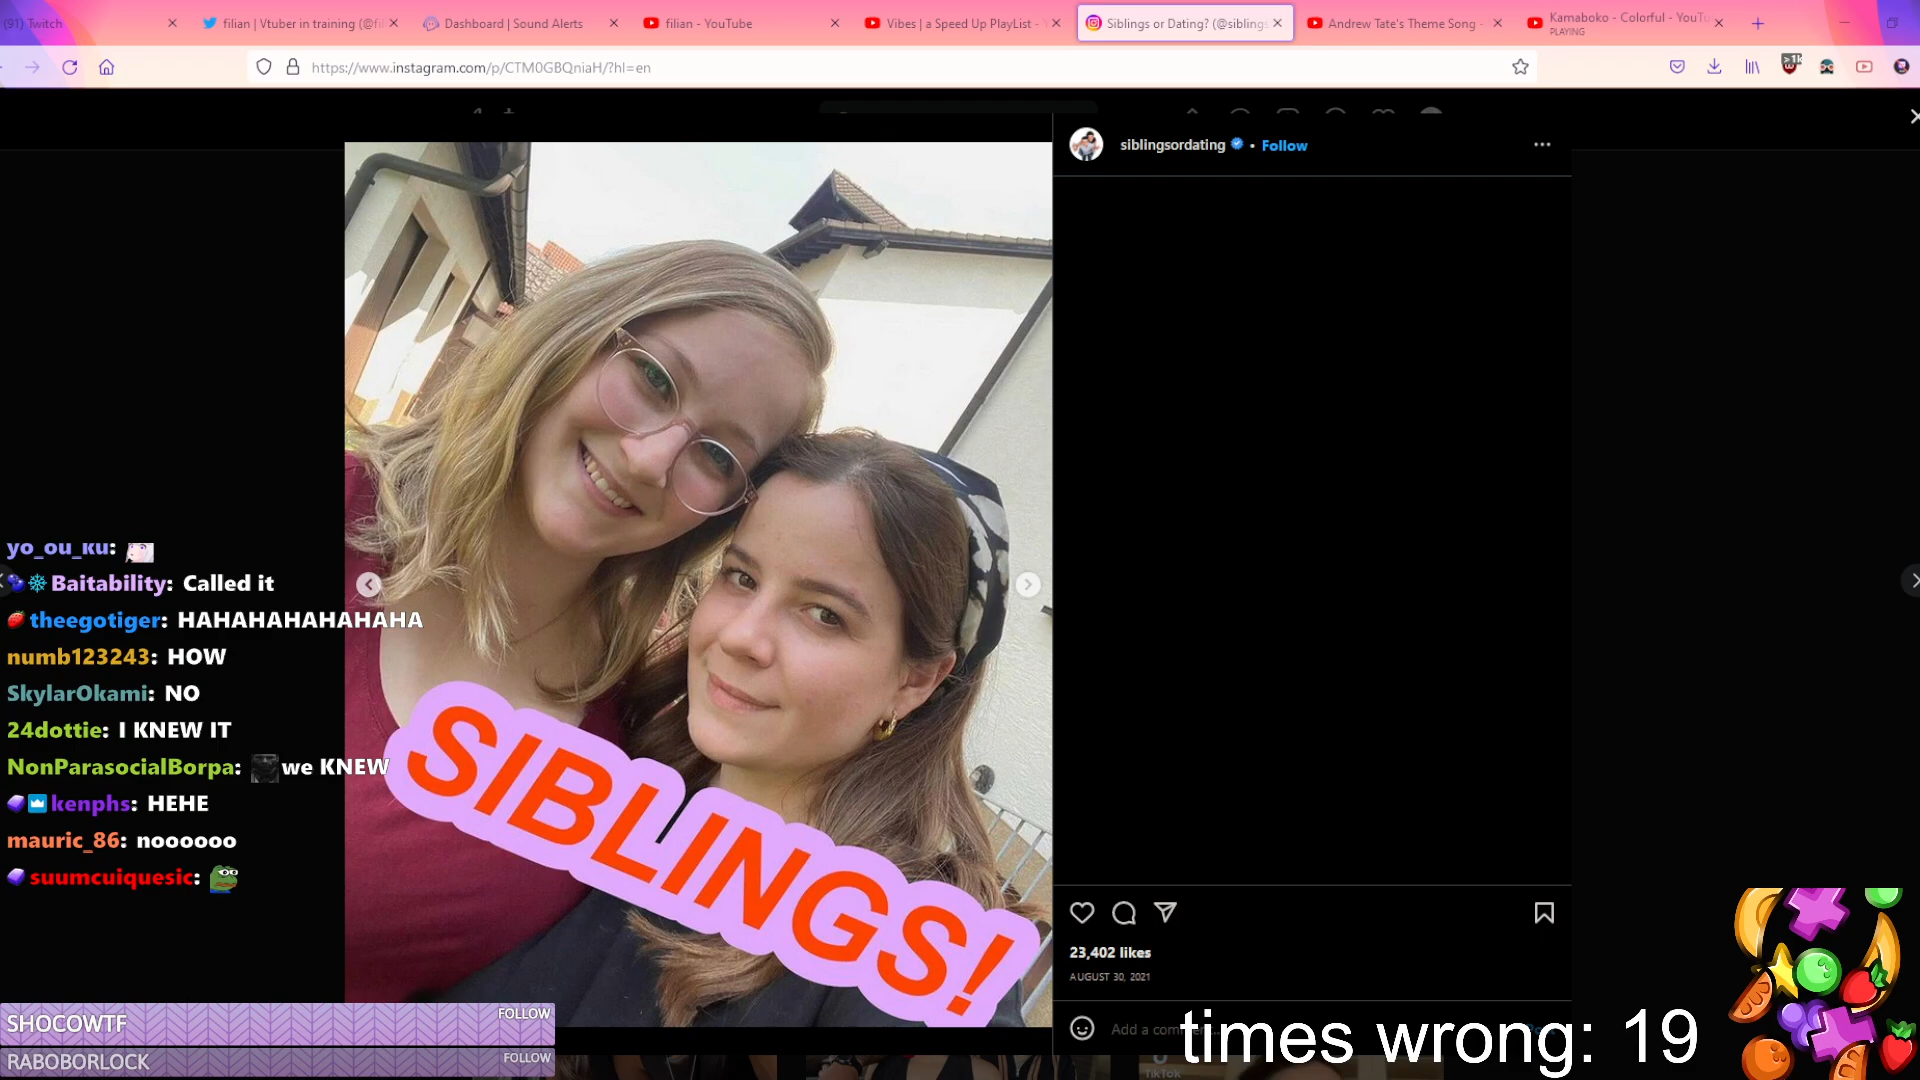 (91) Twitch
filian | Vtuber in training (@fil
Dashboard | Sound Alerts
filian - YouTube
Vibes | a Speed Up PlayList -
Siblings or Dating? (@siblings
Andrew Tate's Theme Song -
Kamaboko - Colorful - YouTu
PLAYING
https://www.instagram.com/p/CTM0GBQniaH/?hl=en
>1k
siblingsordating • Follow
yo_ou_ku:
Baitability: Called it
theegotiger: HAHAHAHAHAHAHA
numb123243: HOW
SkylarOkami: NO
24dottie: I KNEW IT
NonParasocialBorpa: we KNEW
kenphs: HEHE
mauric_86: noooooo
suumcuiquesic:
SIBLINGS!
23,402 likes
AUGUST 30, 2021
Add a com
times wrong: 19
SHOCOWTF FOLLOW
RABOBORLOCK FOLLOW
TikTok